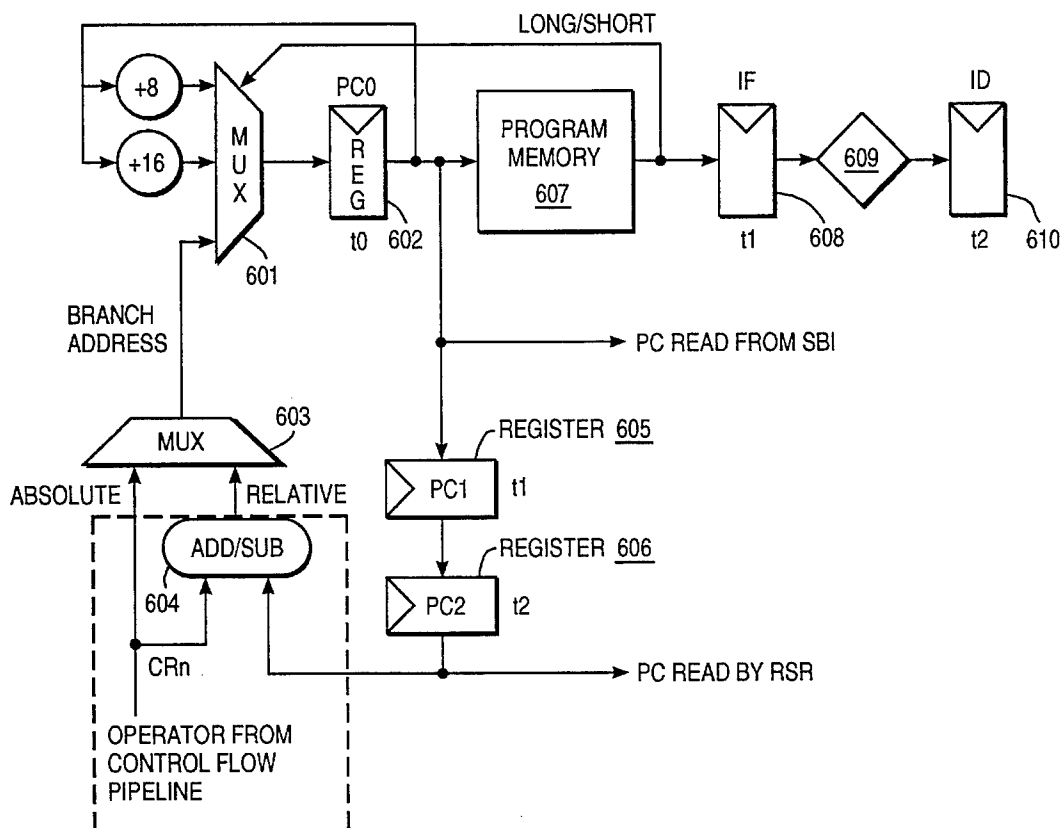 LONG/SHORT
+8
+16
MUX
601
PC0
REG
t0
602
PROGRAM
MEMORY
607
IF
t1
608
609
ID
t2
610
BRANCH
ADDRESS
PC READ FROM SBI
MUX
603
ABSOLUTE
RELATIVE
REGISTER 605
PC1
t1
ADD/SUB
604
REGISTER 606
PC2
t2
CRn
PC READ BY RSR
OPERATOR FROM
CONTROL FLOW
PIPELINE